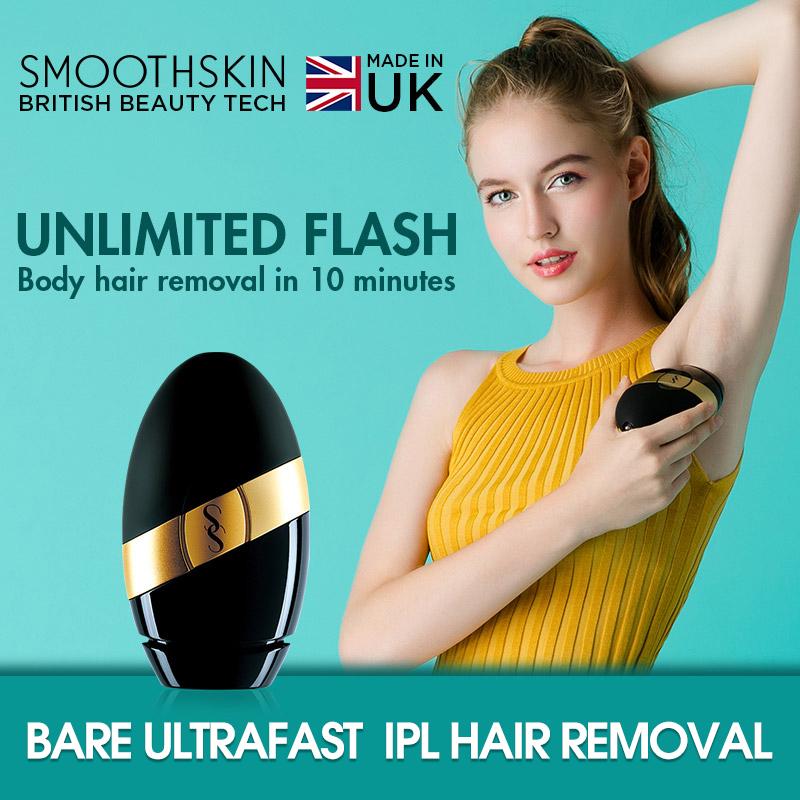 SMOOTHSKIN
BRITISH BEAUTY TECH
MADE IN
UK
UNLIMITED FLASH
Body hair removal in 10 minutes
BARE ULTRAFAST IPL HAIR REMOVAL